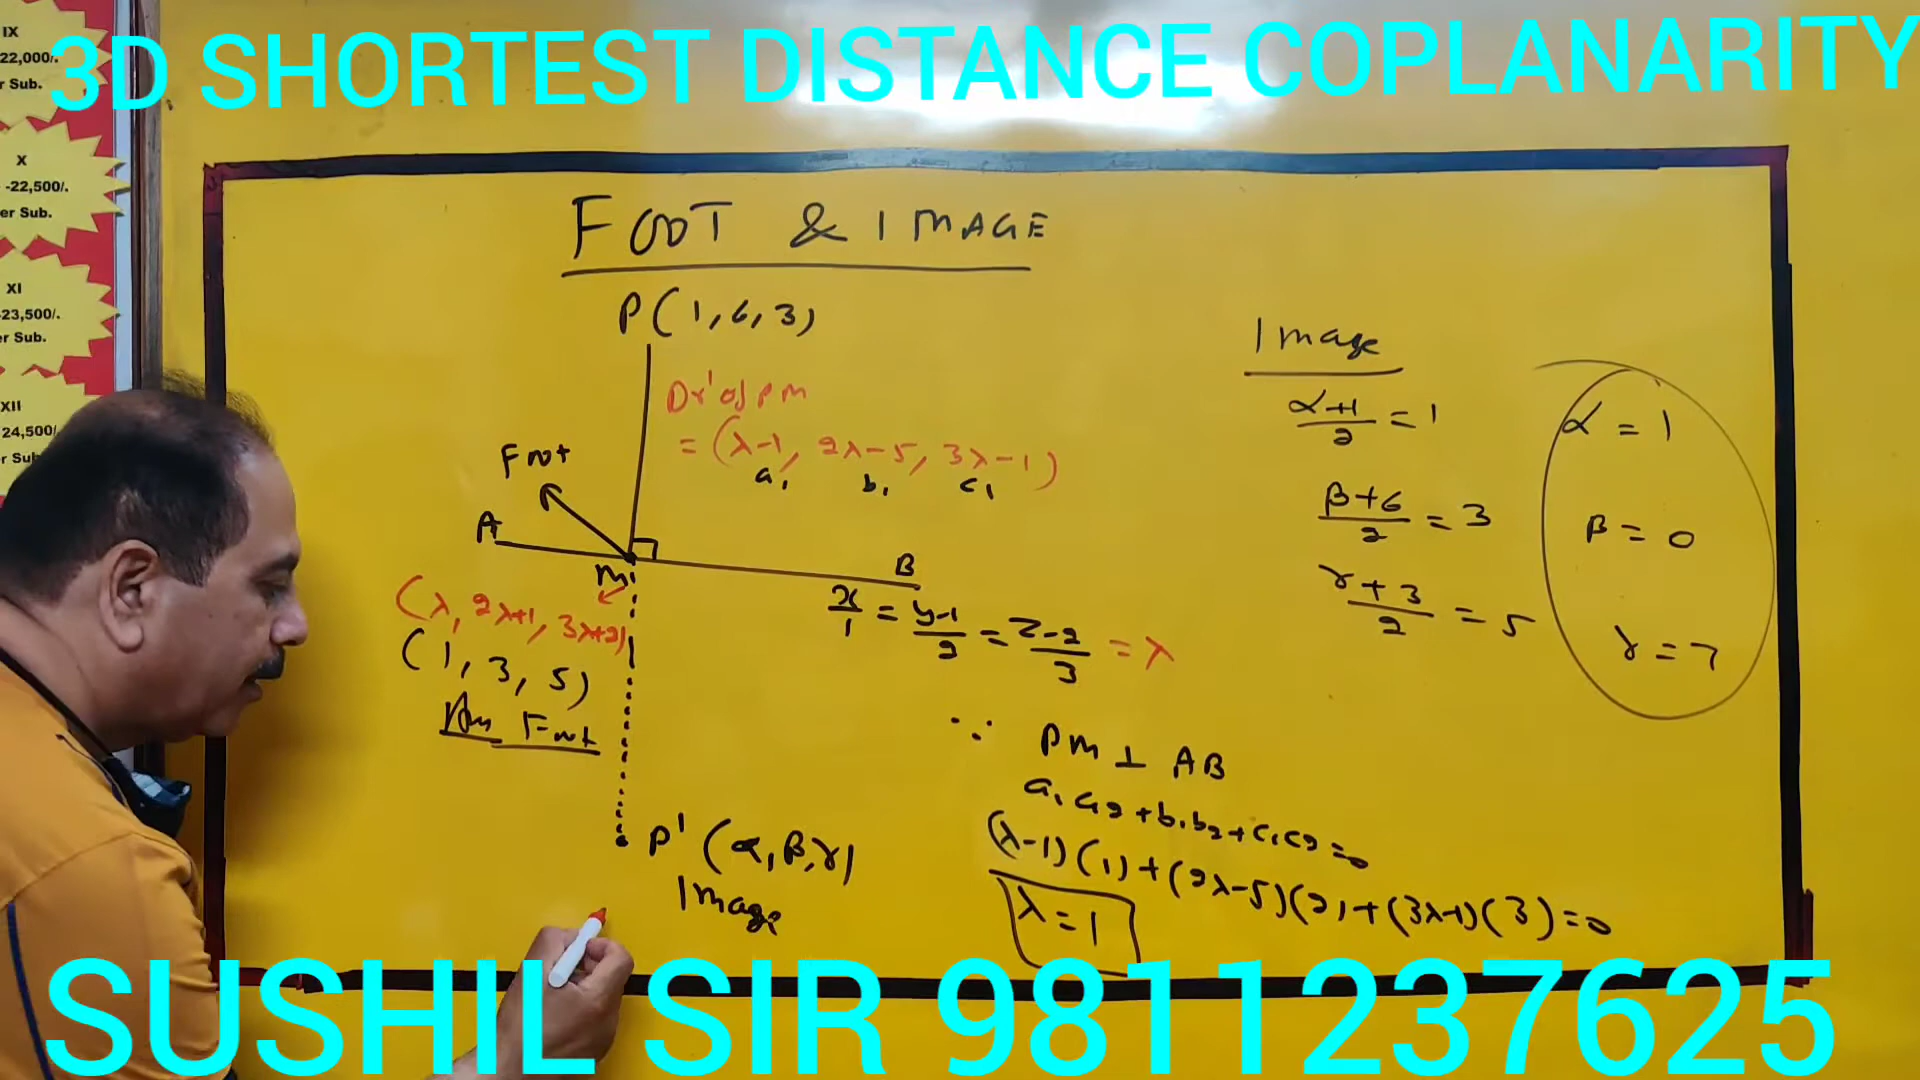 3D SHORTEST DISTANCE COPLANARITY
IX
22,000/.
r Sub.
X
-22,500/.
er Sub.
XI
-23,500/.
er Sub.
XII
24,500/
r Sub
FOOT & IMAGE
P(1,6,3)
Dr' of PM
= (λ-1, 2λ-5, 3λ-1)
a₁ b₁ c₁
Foot
A
B
M
(λ, 2λ+1, 3λ+2)
(1, 3, 5)
Ans Foot
x/1 = y-1/2 = z-2/3 = λ
∵ PM ⊥ AB
a₁a₂+b₁b₂+c₁c₂=0
(λ-1)(1)+(2λ-5)(2)+(3λ-1)(3)=0
λ=1
P' (α,β,γ)
Image
Image
α+1/2 = 1
β+6/2 = 3
γ+3/2 = 5
α = 1
β = 0
γ = 7
SUSHIL SIR 9811237625